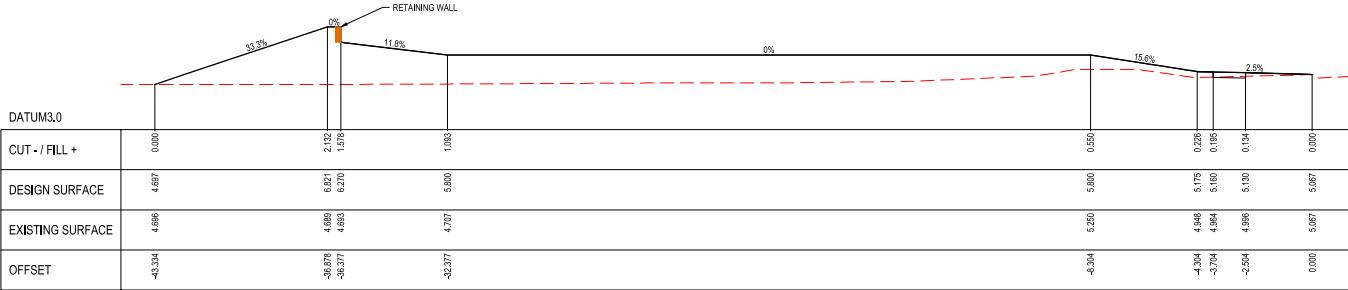 RETAINING WALL
0%
33.3%
11.8%
0%
15.6%
2.5%
DATUM3.0
CUT - / FILL + 0.000 2.132 1.578 1.093 0.550 0.226 0.195 0.134 0.000
DESIGN SURFACE 4.697 6.821 6.270 5.800 5.800 5.175 5.160 5.130 5.067
EXISTING SURFACE 4.696 4.689 4.693 4.707 5.250 4.948 4.964 4.996 5.067
OFFSET -43.334 -36.878 -36.377 -32.377 -8.304 -4.304 -3.704 -2.504 0.000